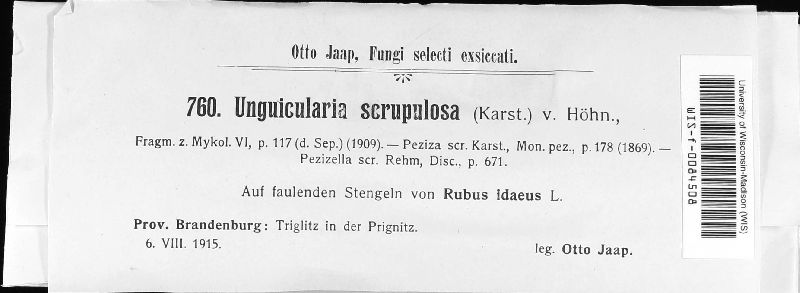 Otto Jaap, Fungi selecti exsiccati.
760. Unguicularia scrupulosa (Karst.) v. Höhn.,
Fragm. z. Mykol. VI, p. 117 (d. Sep.) (1909). — Peziza scr. Karst., Mon. pez., p. 178 (1869). —
Pezizella scr. Rehm, Disc., p. 671.
Auf faulenden Stengeln von Rubus idaeus L.
Prov. Brandenburg: Triglitz in der Prignitz.
6. VIII. 1915.
leg. Otto Jaap.
University of Wisconsin-Madison (WIS)
WIS-f-0084508